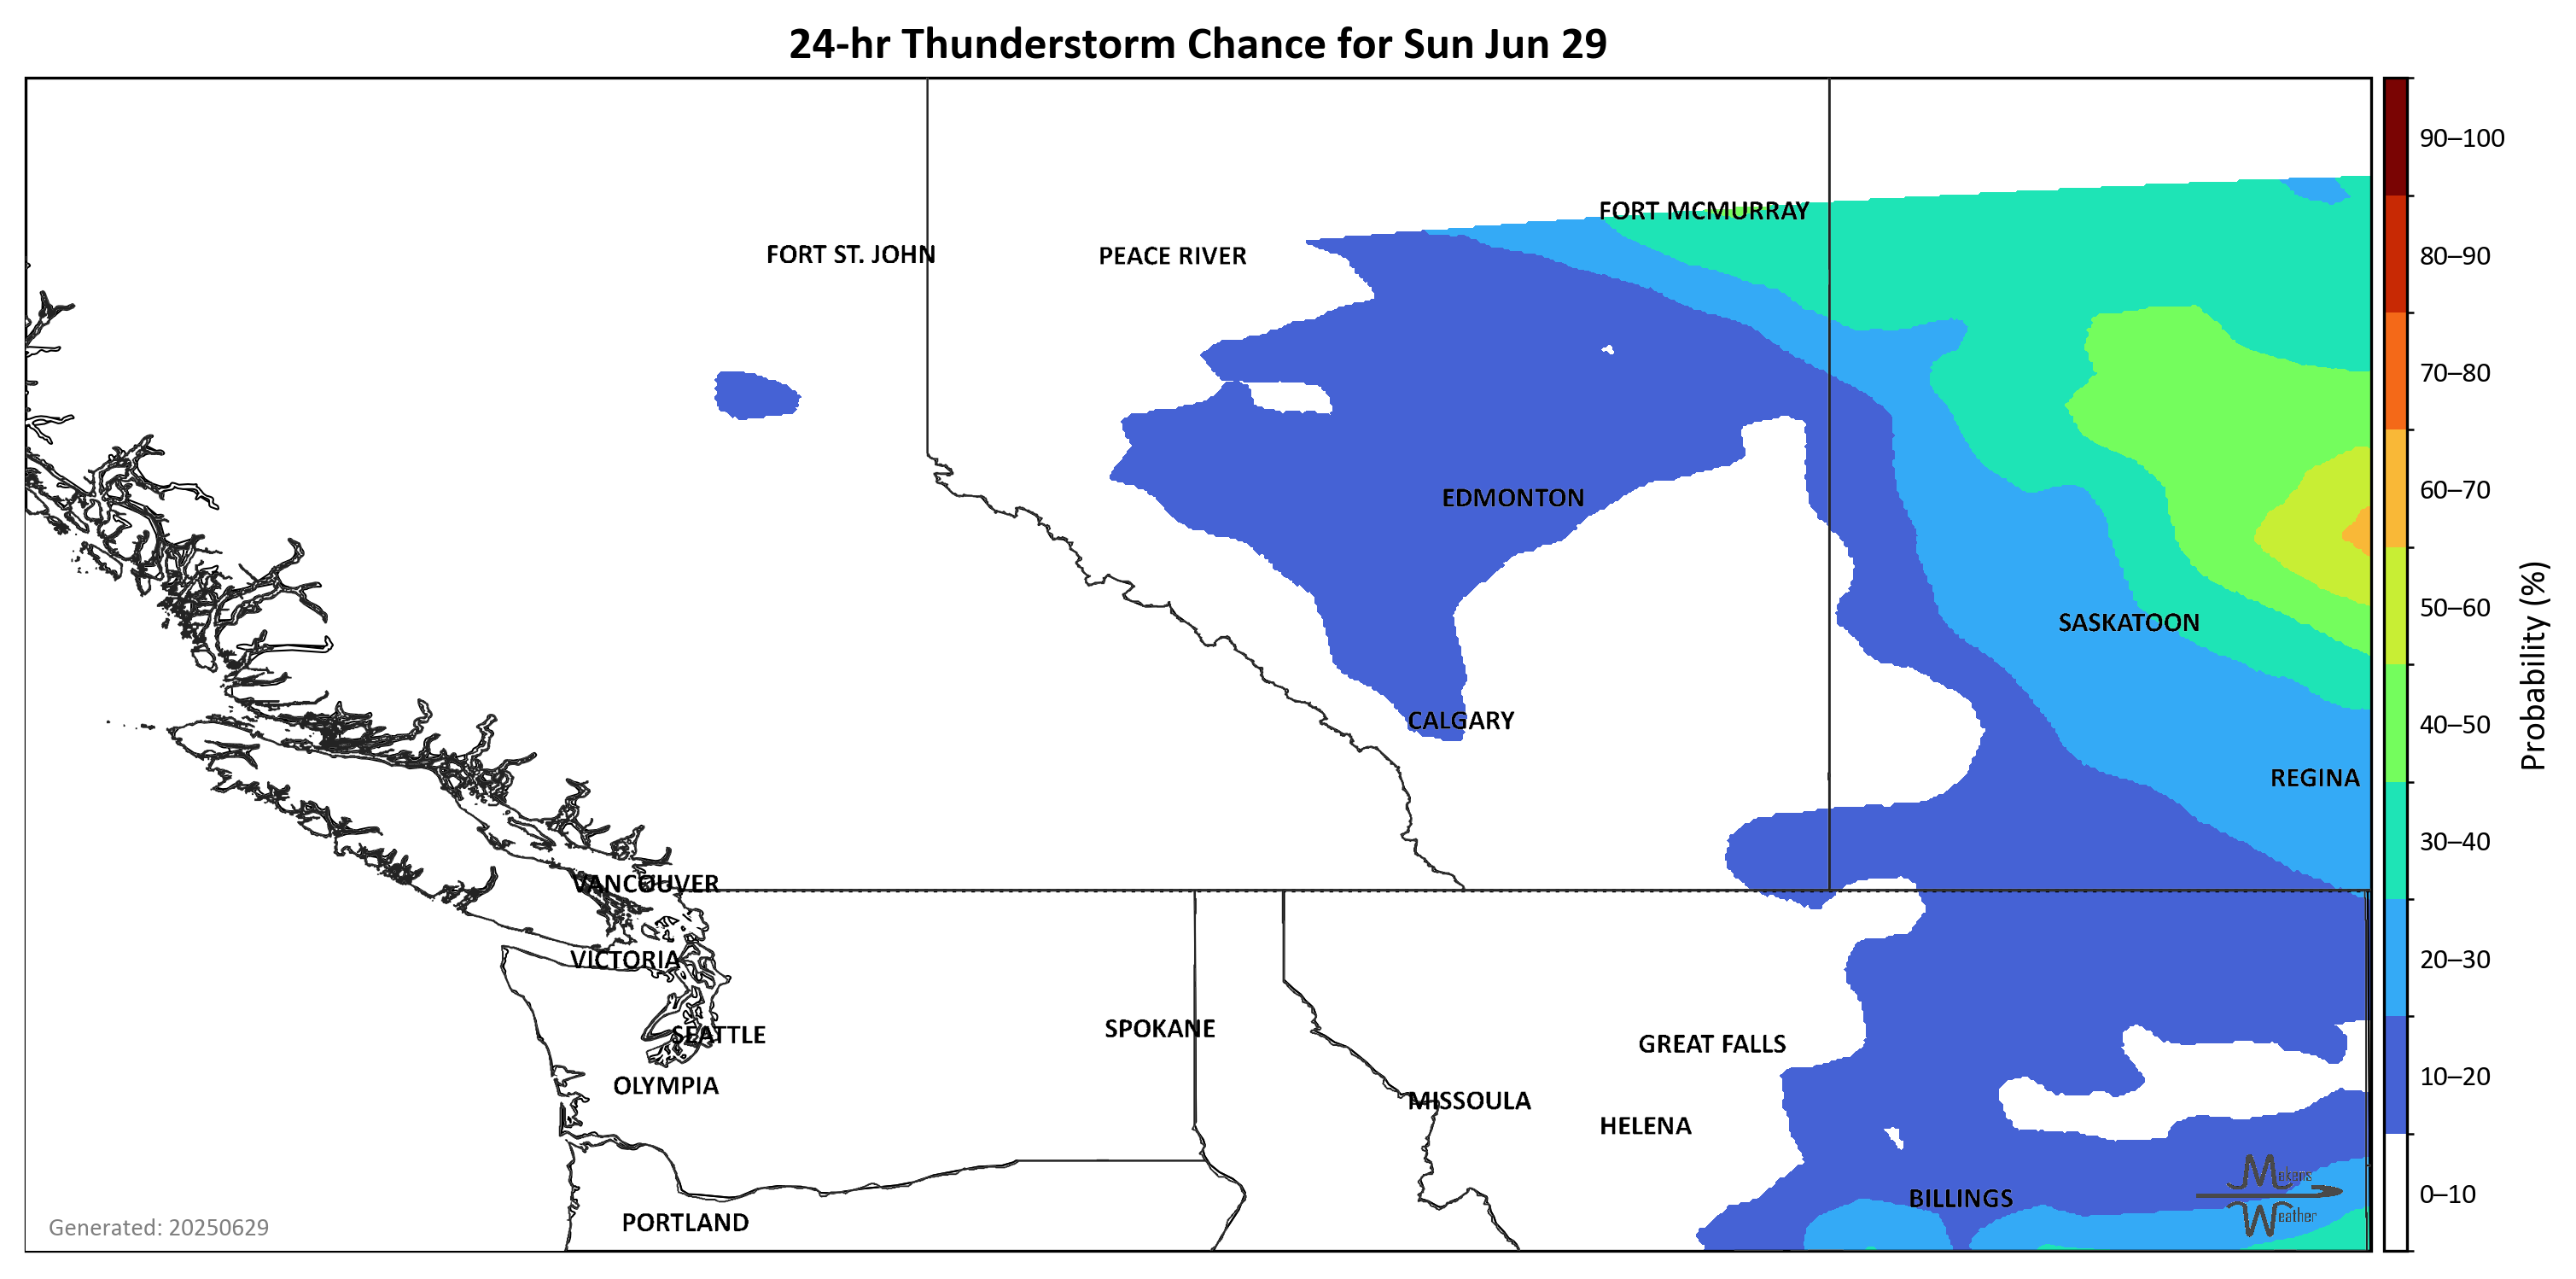 24-hr Thunderstorm Chance for Sun Jun 29
90–100
FORT MCMURRAY
FORT ST. JOHN
PEACE RIVER
80–90
70–80
EDMONTON
60–70
SASKATOON
50–60
CALGARY
40–50
Probability (%)
REGINA
30–40
VANCOUVER
VICTORIA
20–30
SPOKANE
SEATTLE
GREAT FALLS
OLYMPIA
10–20
MISSOULA
HELENA
Mekens
Weather
BILLINGS
0–10
PORTLAND
Generated: 20250629